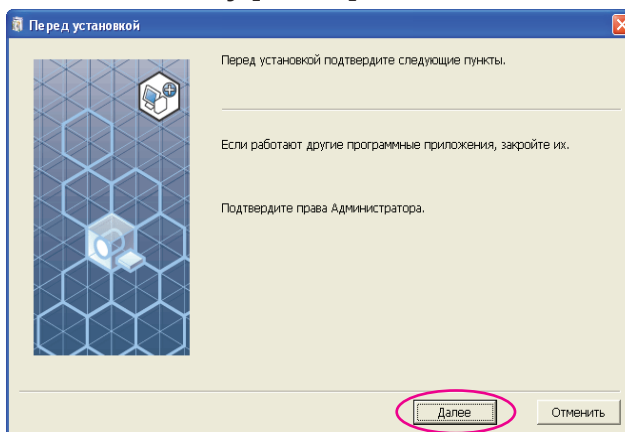 Перед установкой
Перед установкой подтвердите следующие пункты.
Если работают другие программные приложения, закройте их.
Подтвердите права Администратора.
Далее
Отменить